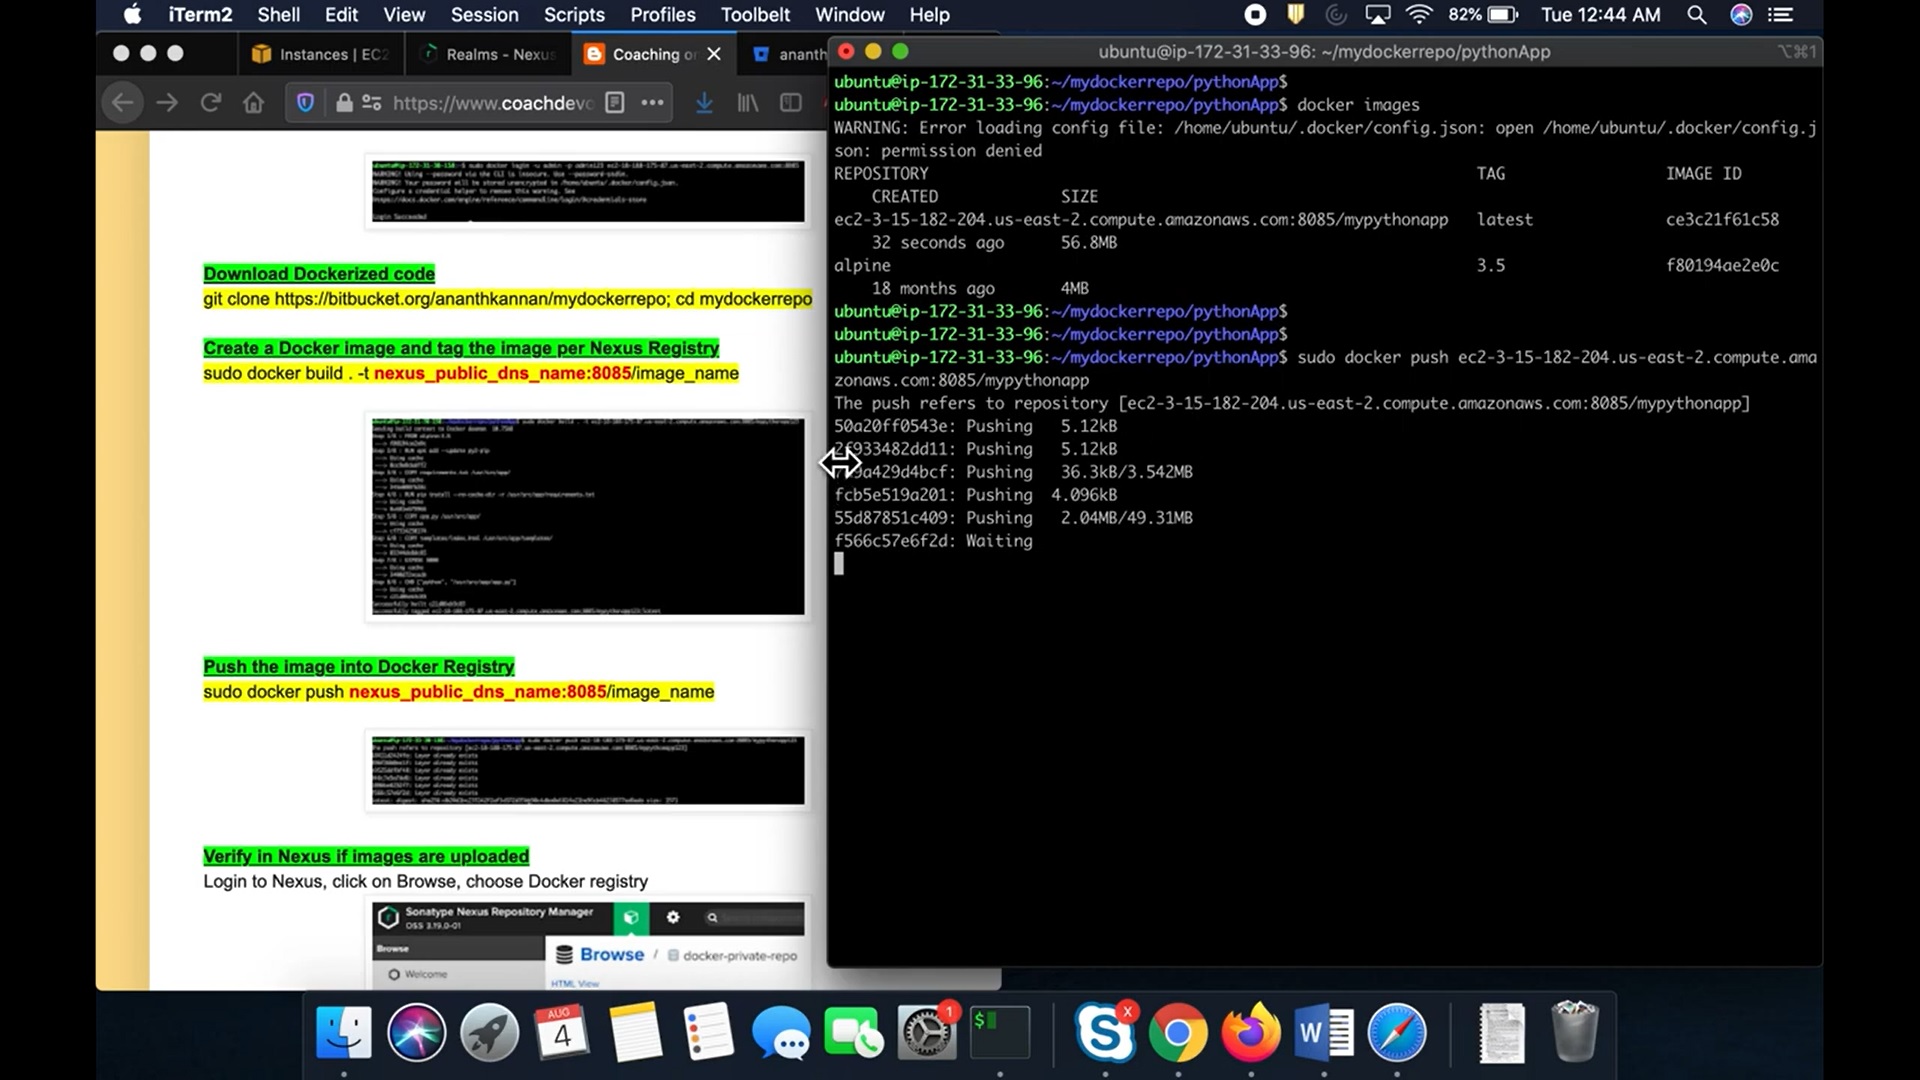 iTerm2 Shell Edit View Session Scripts Profiles Toolbelt Window Help 82% Tue 12:44 AM
Instances | EC2 Realms - Nexus Coaching on ananth
https://www.coachdevo
Download Dockerized code
git clone https://bitbucket.org/ananthkannan/mydockerrepo; cd mydockerrepo
Create a Docker image and tag the image per Nexus Registry
sudo docker build . -t nexus_public_dns_name:8085/image_name
Push the image into Docker Registry
sudo docker push nexus_public_dns_name:8085/image_name
Verify in Nexus if images are uploaded
Login to Nexus, click on Browse, choose Docker registry
Sonatype Nexus Repository Manager
OSS 3.19.0-01
Browse
Browse / docker-private-repo
Welcome
HTML View
ubuntu@ip-172-31-33-96: ~/mydockerrepo/pythonApp ⌥⌘1
ubuntu@ip-172-31-33-96:~/mydockerrepo/pythonApp$
ubuntu@ip-172-31-33-96:~/mydockerrepo/pythonApp$ docker images
WARNING: Error loading config file: /home/ubuntu/.docker/config.json: open /home/ubuntu/.docker/config.j
son: permission denied
REPOSITORY TAG IMAGE ID
CREATED SIZE
ec2-3-15-182-204.us-east-2.compute.amazonaws.com:8085/mypythonapp latest ce3c21f61c58
32 seconds ago 56.8MB
alpine 3.5 f80194ae2e0c
18 months ago 4MB
ubuntu@ip-172-31-33-96:~/mydockerrepo/pythonApp$
ubuntu@ip-172-31-33-96:~/mydockerrepo/pythonApp$
ubuntu@ip-172-31-33-96:~/mydockerrepo/pythonApp$ sudo docker push ec2-3-15-182-204.us-east-2.compute.ama
zonaws.com:8085/mypythonapp
The push refers to repository [ec2-3-15-182-204.us-east-2.compute.amazonaws.com:8085/mypythonapp]
50a20ff0543e: Pushing 5.12kB
2f933482dd11: Pushing 5.12kB
9a429d4bcf: Pushing 36.3kB/3.542MB
fcb5e519a201: Pushing 4.096kB
55d87851c409: Pushing 2.04MB/49.31MB
f566c57e6f2d: Waiting
AUG
4
1
$
X
W